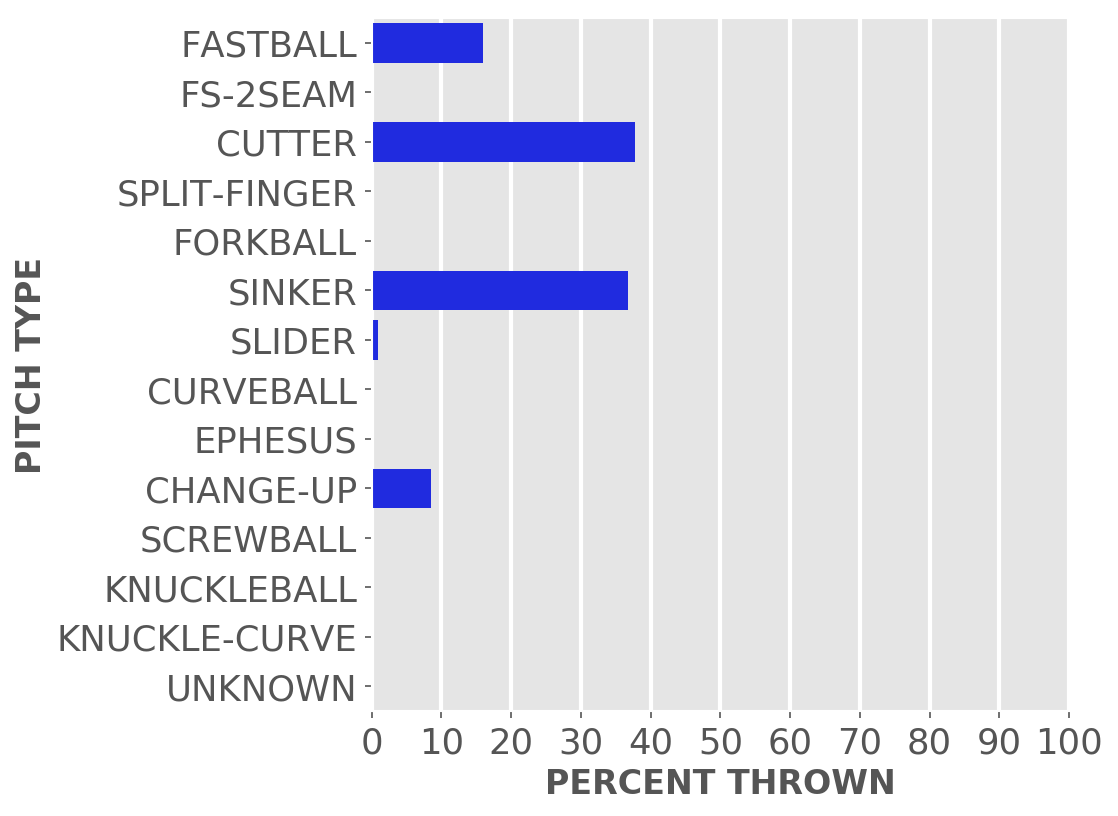 FASTBALL
FS-2SEAM
CUTTER
SPLIT-FINGER
FORKBALL
SINKER
SLIDER
CURVEBALL
EPHESUS
CHANGE-UP
SCREWBALL
KNUCKLEBALL
KNUCKLE-CURVE
UNKNOWN
PITCH TYPE
0 10 20 30 40 50 60 70 80 90 100
PERCENT THROWN